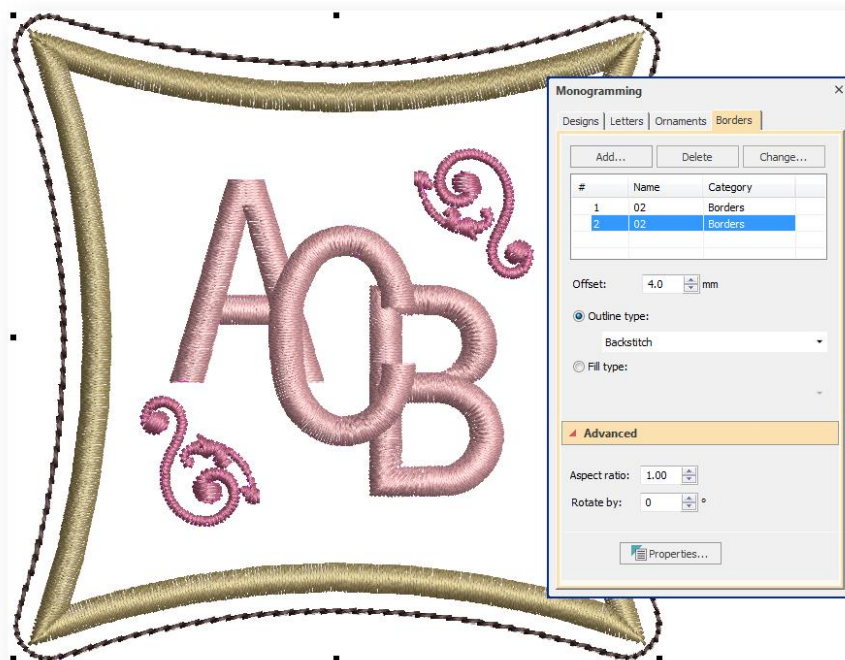 AOB
Monogramming
Designs Letters Ornaments Borders
Add... Delete Change...
# Name Category
1 02 Borders
2 02 Borders
Offset: 4.0 mm
Outline type:
Backstitch
Fill type:
Advanced
Aspect ratio: 1.00
Rotate by: 0 °
Properties...